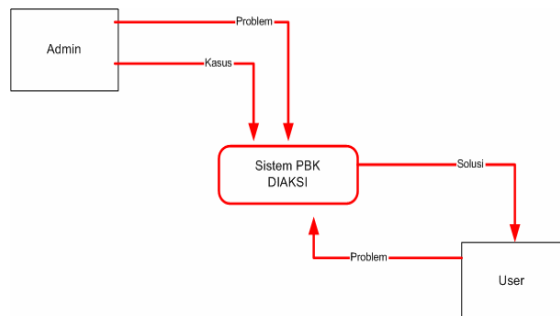 Problem
Admin
Kasus
Sistem PBK
DIAKSI
Solusi
Problem
User